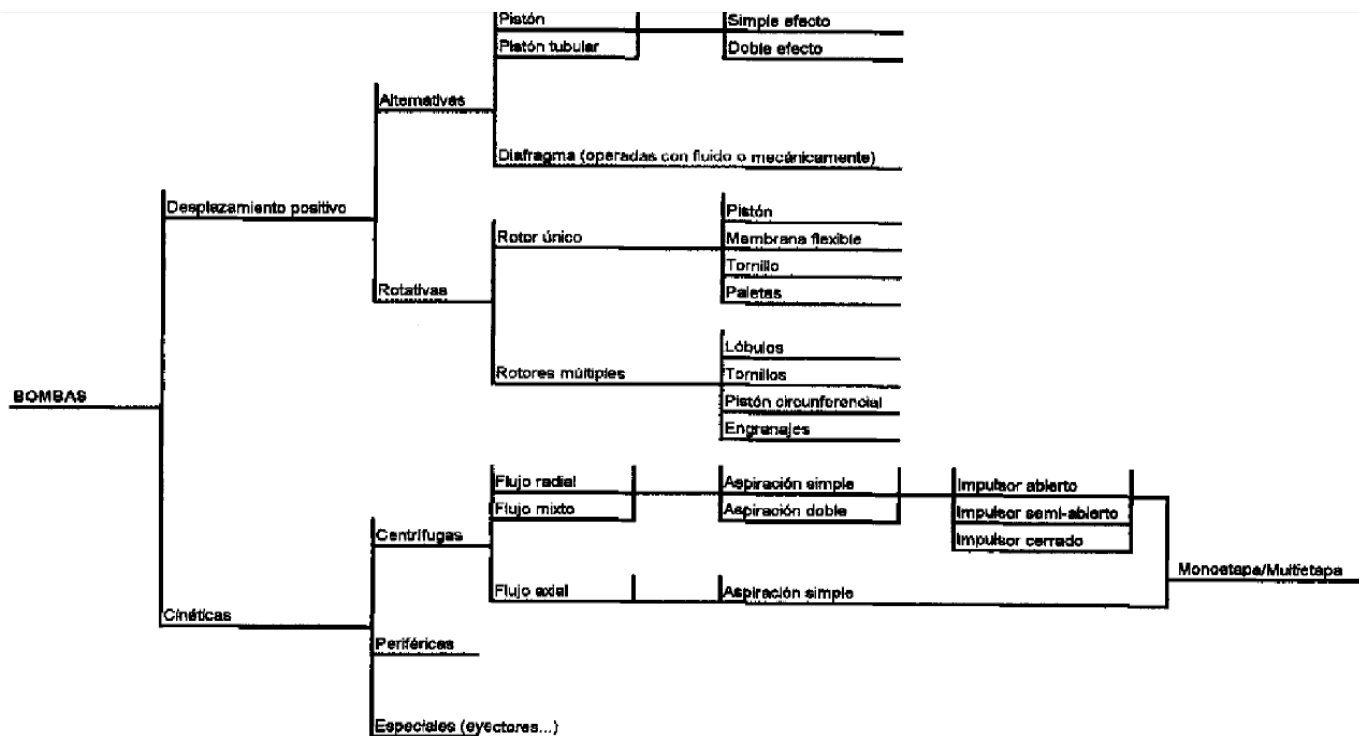 Pistón
Simple efecto
Pistón tubular
Doble efecto
Alternativas
Diafragma (operadas con fluido o mecánicamente)
Desplazamiento positivo
Pistón
Rotor único
Membrana flexible
Tornillo
Rotativas
Paletas
Lóbulos
Rotores múltiples
Tornillos
BOMBAS
Pistón circunferencial
Engranajes
Flujo radial
Aspiración simple
Impulsor abierto
Flujo mixto
Aspiración doble
Impulsor semi-abierto
Centrífugas
Impulsor cerrado
Monoetapa/Multietapa
Flujo axial
Aspiración simple
Cinéticas
Periféricas
Especiales (eyectores...)